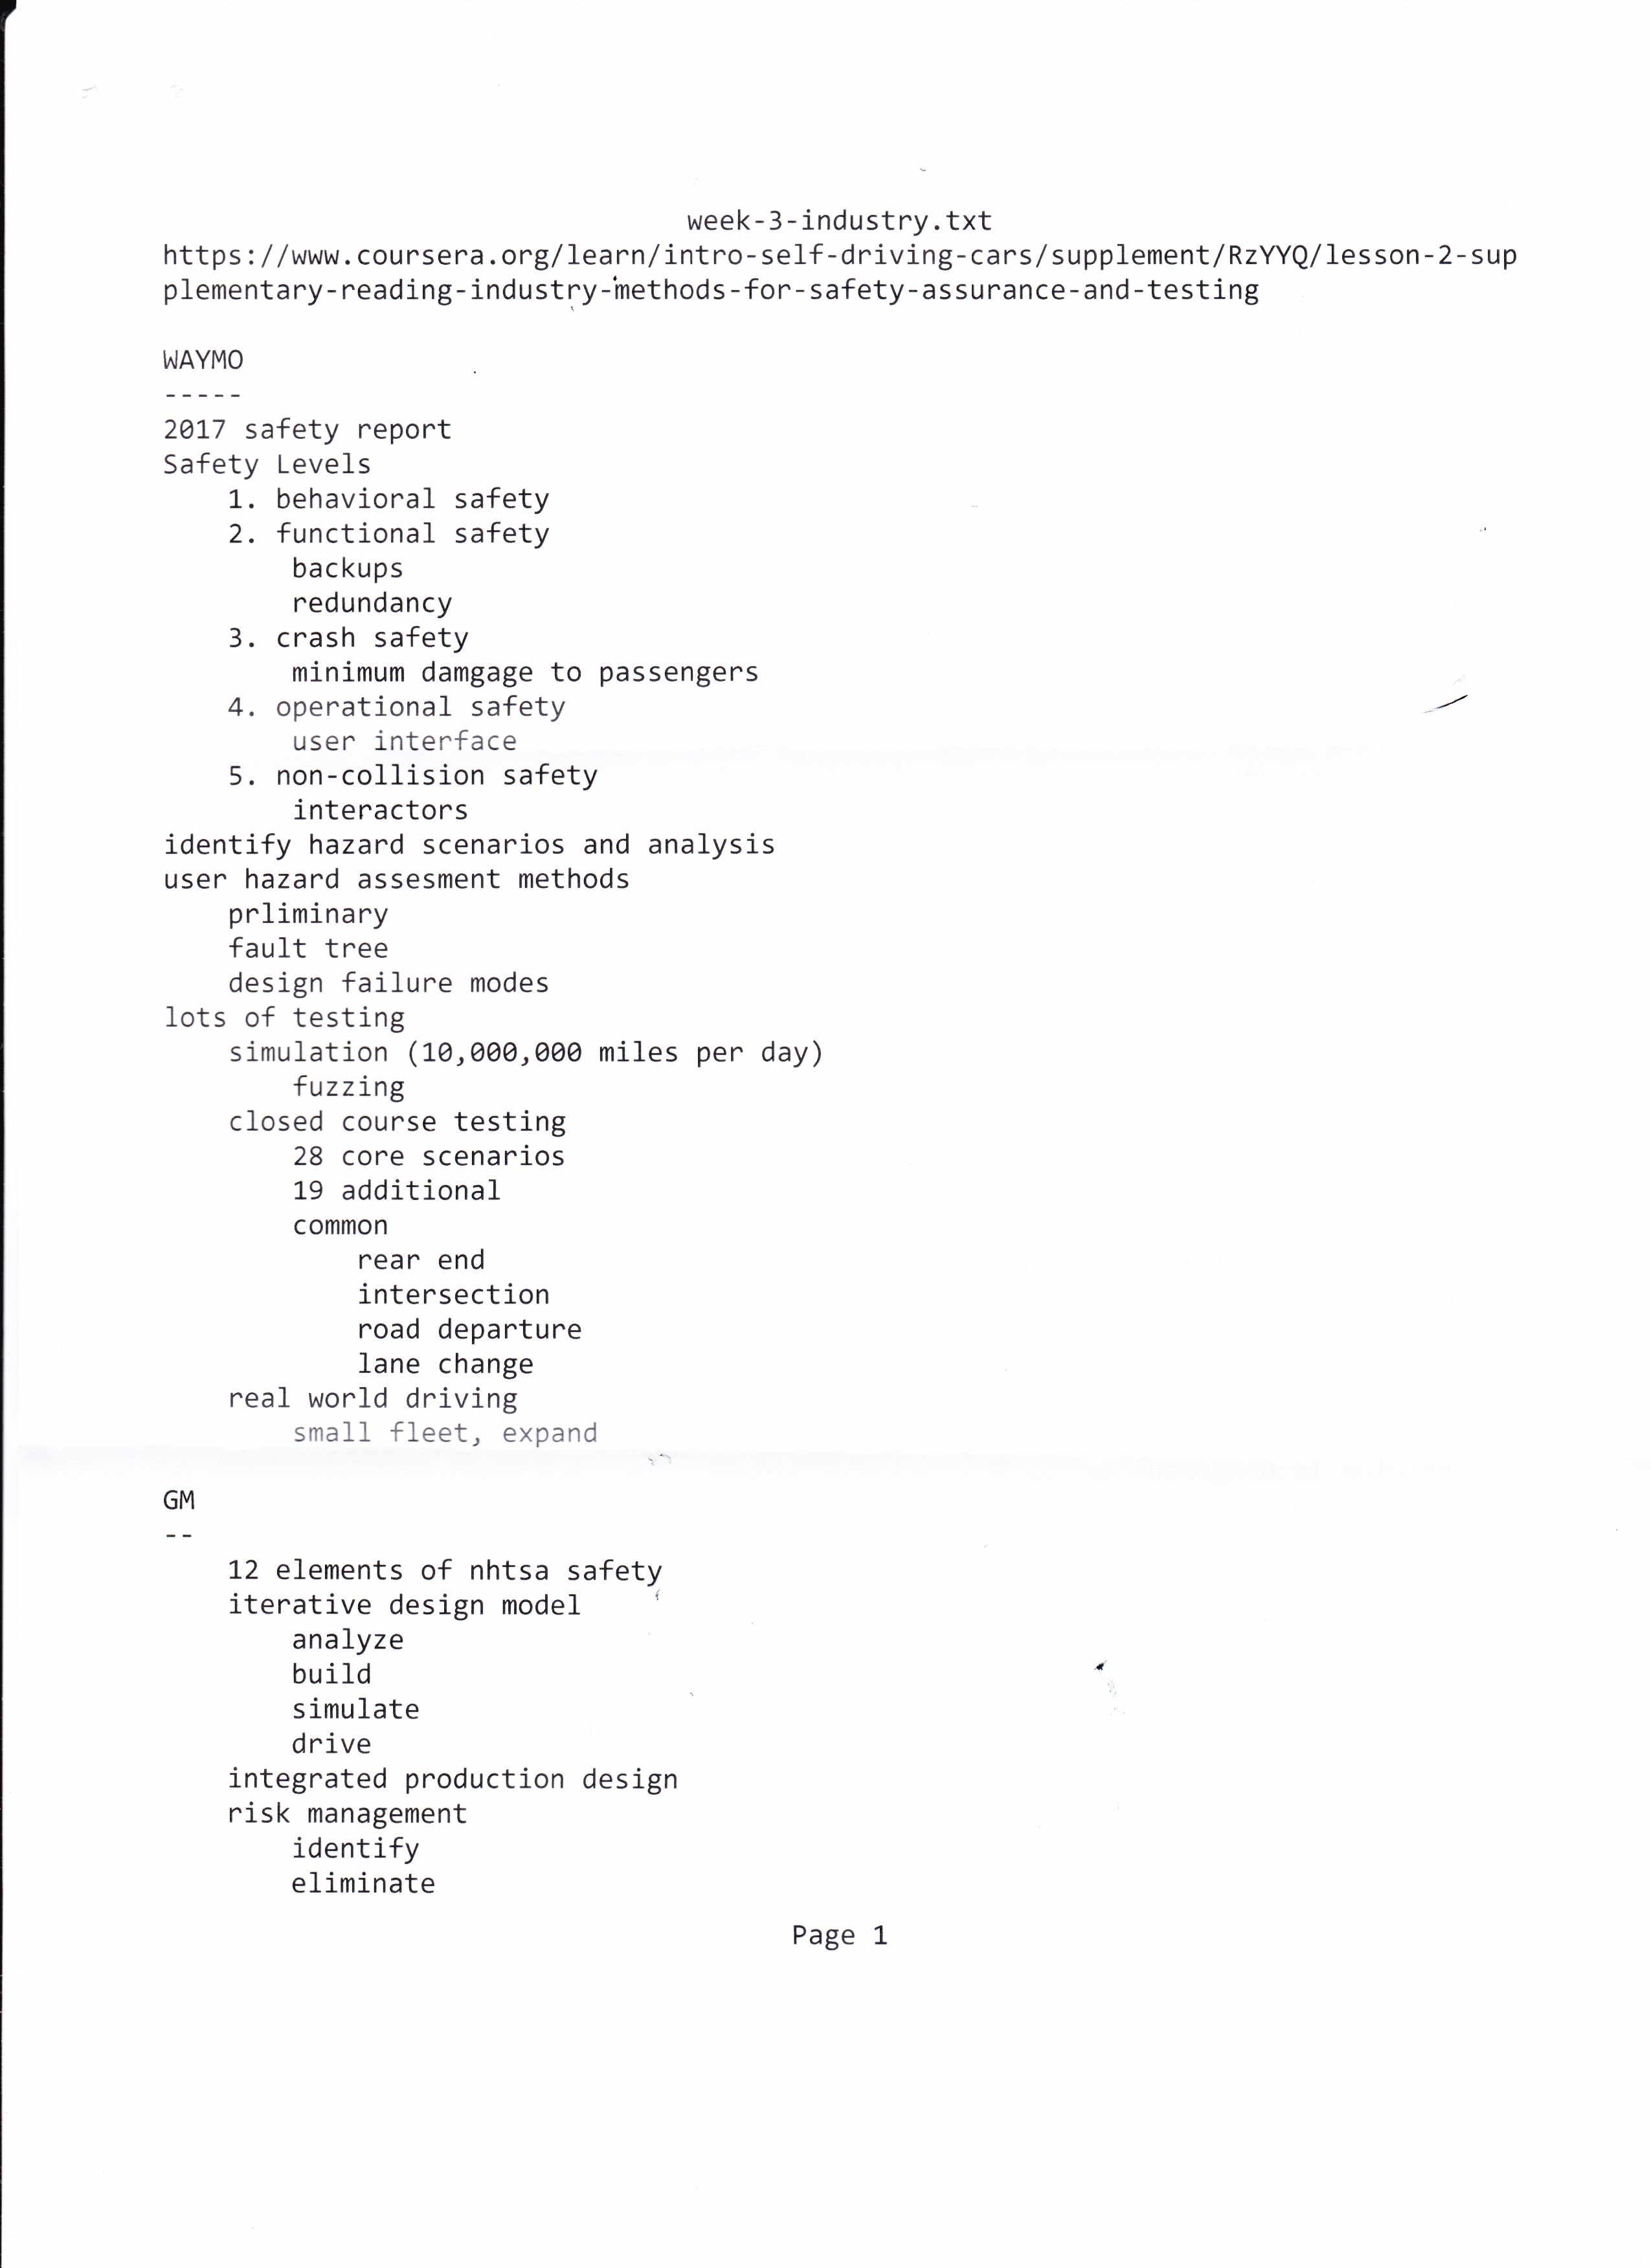 week-3-industry.txt
https://www.coursera.org/learn/intro-self-driving-cars/supplement/RzYYQ/lesson-2-sup
plementary-reading-industry-methods-for-safety-assurance-and-testing
WAYMO
-----
2017 safety report
Safety Levels
1. behavioral safety
2. functional safety
backups
redundancy
3. crash safety
minimum damgage to passengers
4. operational safety
user interface
5. non-collision safety
interactors
identify hazard scenarios and analysis
user hazard assesment methods
prliminary
fault tree
design failure modes
lots of testing
simulation (10,000,000 miles per day)
fuzzing
closed course testing
28 core scenarios
19 additional
common
rear end
intersection
road departure
lane change
real world driving
small fleet, expand
GM
--
12 elements of nhtsa safety
iterative design model
analyze
build
simulate
drive
integrated production design
risk management
identify
eliminate
Page 1